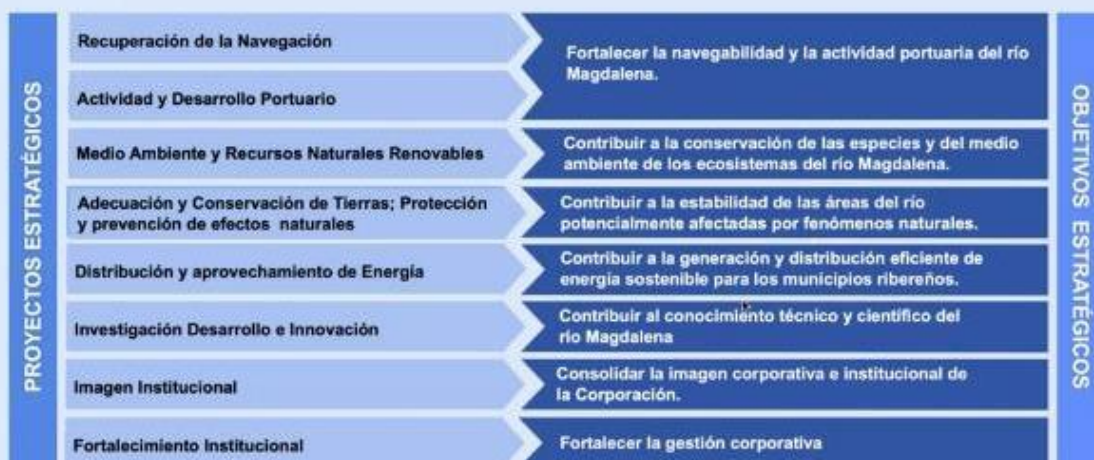 PROYECTOS ESTRATÉGICOS
Recuperación de la Navegación
Actividad y Desarrollo Portuario
Fortalecer la navegabilidad y la actividad portuaria del río
Magdalena.
Medio Ambiente y Recursos Naturales Renovables
Contribuir a la conservación de las especies y del medio
ambiente de los ecosistemas del río Magdalena.
Adecuación y Conservación de Tierras; Protección
y prevención de efectos naturales
Contribuir a la estabilidad de las áreas del río
potencialmente afectadas por fenómenos naturales.
Distribución y aprovechamiento de Energía
Contribuir a la generación y distribución eficiente de
energía sostenible para los municipios ribereños.
Investigación Desarrollo e Innovación
Contribuir al conocimiento técnico y científico del
río Magdalena
Imagen Institucional
Consolidar la imagen corporativa e institucional de
la Corporación.
Fortalecimiento Institucional
Fortalecer la gestión corporativa
OBJETIVOS ESTRATÉGICOS